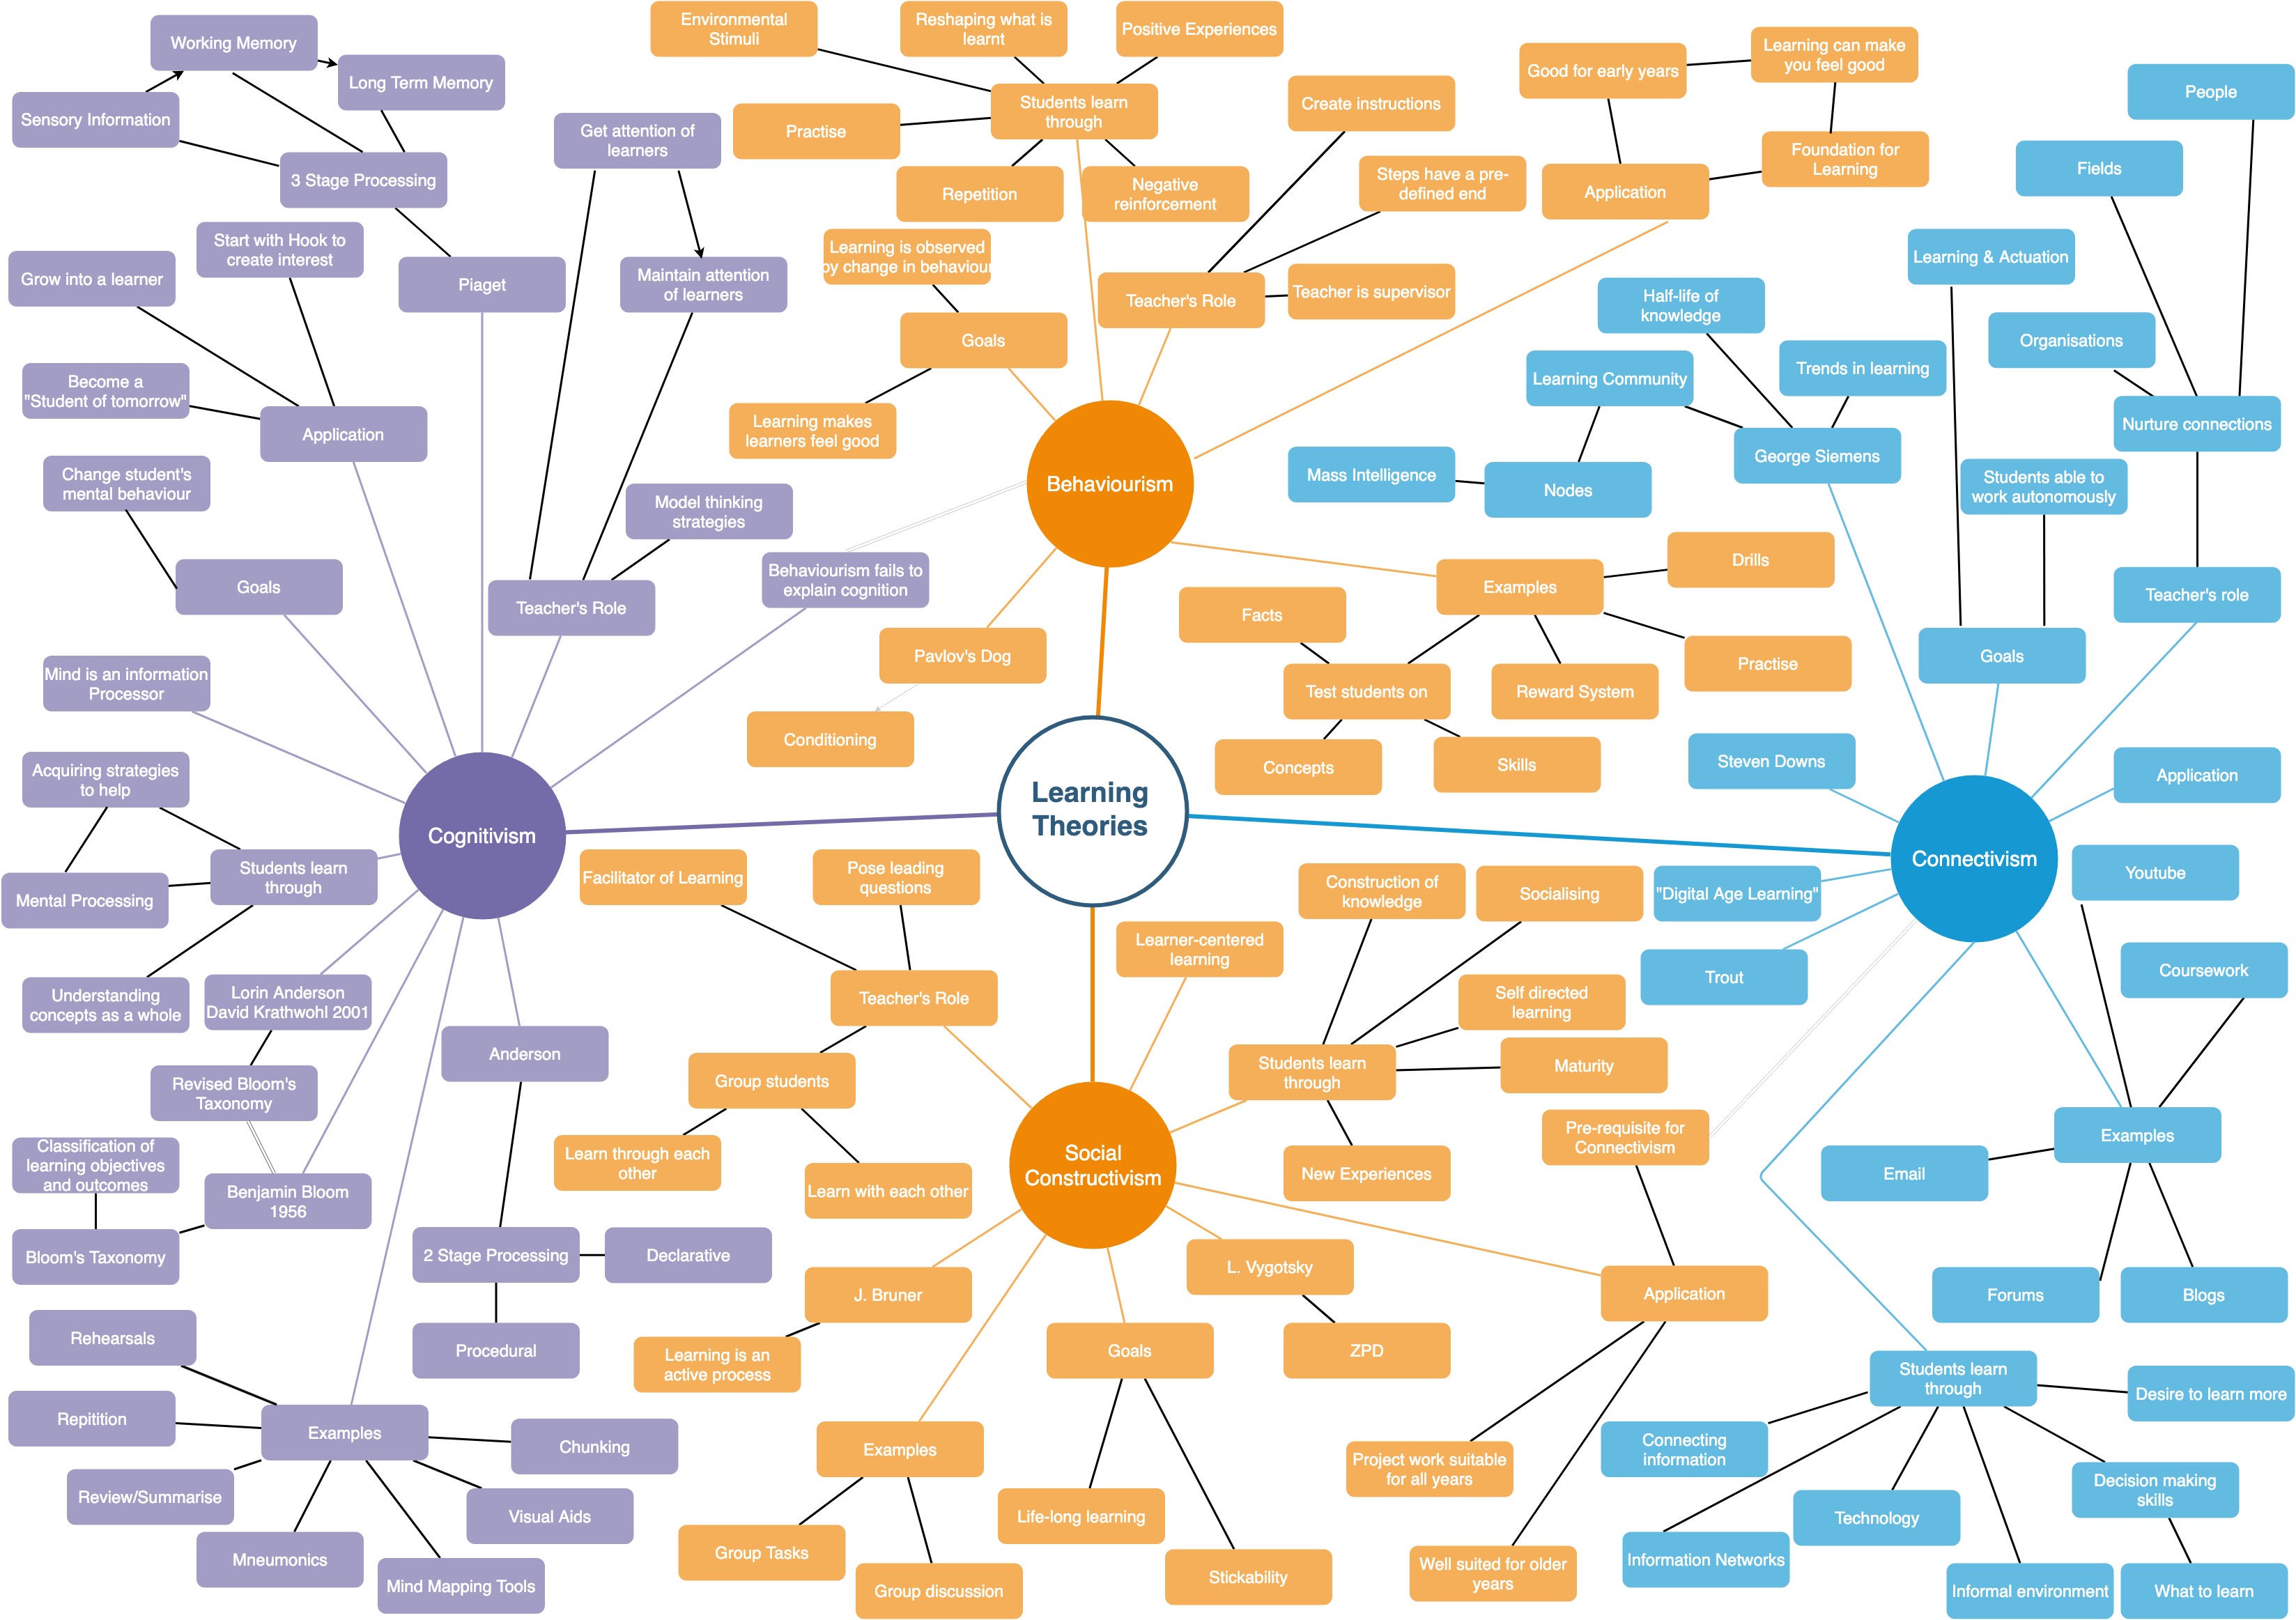 Working Memory
Long Term Memory
Sensory Information
3 Stage Processing
Piaget
Start with Hook to
create interest
Grow into a learner
Become a
"Student of tomorrow"
Application
Change student's
mental behaviour
Goals
Get attention of
learners
Maintain attention
of learners
Model thinking
strategies
Teacher's Role
Behaviourism fails to
explain cognition
Mind is an information
Processor
Acquiring strategies
to help
Students learn
through
Mental Processing
Understanding
concepts as a whole
Cognitivism
Lorin Anderson
David Krathwohl 2001
Revised Bloom's
Taxonomy
Classification of
learning objectives
and outcomes
Benjamin Bloom
1956
Bloom's Taxonomy
Anderson
2 Stage Processing
Declarative
Procedural
Rehearsals
Repitition
Examples
Chunking
Review/Summarise
Visual Aids
Mneumonics
Mind Mapping Tools
Environmental
Stimuli
Reshaping what is
learnt
Positive Experiences
Students learn
through
Practise
Repetition
Negative
reinforcement
Learning is observed
by change in behaviour
Goals
Learning makes
learners feel good
Create instructions
Steps have a pre-
defined end
Teacher's Role
Teacher is supervisor
Good for early years
Learning can make
you feel good
Foundation for
Learning
Application
Behaviourism
Pavlov's Dog
Conditioning
Examples
Drills
Practise
Reward System
Test students on
Facts
Concepts
Skills
Learning
Theories
People
Fields
Learning & Actuation
Organisations
Nurture connections
Half-life of
knowledge
Trends in learning
Learning Community
George Siemens
Mass Intelligence
Nodes
Students able to
work autonomously
Teacher's role
Goals
Steven Downs
Application
Connectivism
"Digital Age Learning"
Trout
Youtube
Coursework
Examples
Email
Forums
Blogs
Students learn
through
Desire to learn more
Connecting
information
Decision making
skills
Technology
Information Networks
Informal environment
What to learn
Facilitator of Learning
Pose leading
questions
Teacher's Role
Group students
Learn through each
other
Learn with each other
Learner-centered
learning
Construction of
knowledge
Socialising
Self directed
learning
Students learn
through
Maturity
New Experiences
Pre-requisite for
Connectivism
Social
Constructivism
J. Bruner
Learning is an
active process
L. Vygotsky
ZPD
Application
Goals
Life-long learning
Stickability
Examples
Group Tasks
Group discussion
Project work suitable
for all years
Well suited for older
years